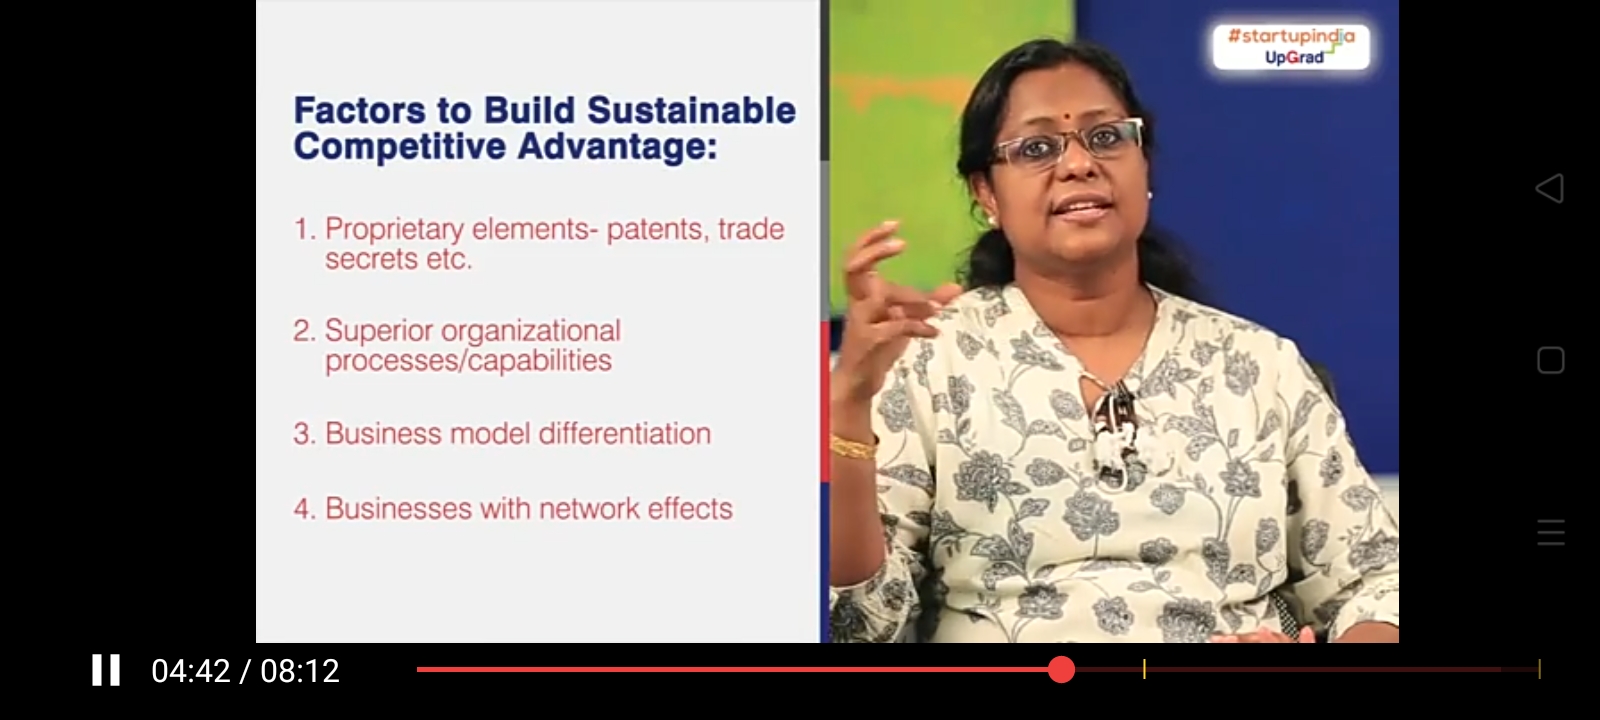 #startupindia
UpGrad
Factors to Build Sustainable
Competitive Advantage:
1. Proprietary elements- patents, trade
secrets etc.
2. Superior organizational
processes/capabilities
3. Business model differentiation
4. Businesses with network effects
04:42 / 08:12